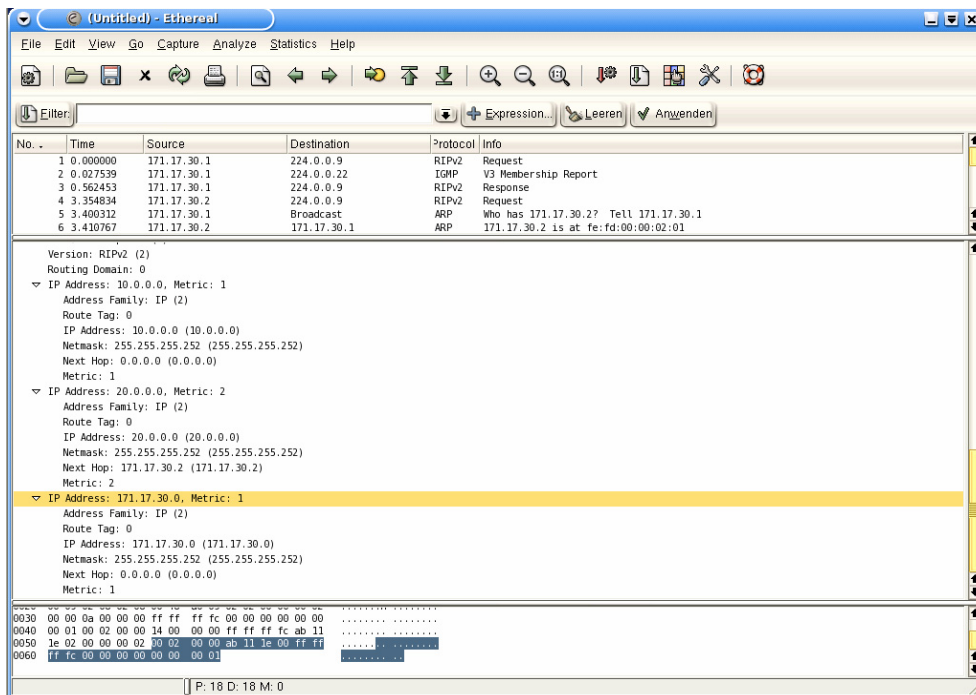 (Untitled) - Ethereal
File Edit View Go Capture Analyze Statistics Help
Filter: Expression... Leeren Anwenden
No. . Time Source Destination Protocol Info
1 0.000000 171.17.30.1 224.0.0.9 RIPv2 Request
2 0.027539 171.17.30.1 224.0.0.22 IGMP V3 Membership Report
3 0.562453 171.17.30.1 224.0.0.9 RIPv2 Response
4 3.354834 171.17.30.2 224.0.0.9 RIPv2 Request
5 3.400312 171.17.30.1 Broadcast ARP Who has 171.17.30.2? Tell 171.17.30.1
6 3.410767 171.17.30.2 171.17.30.1 ARP 171.17.30.2 is at fe:fd:00:00:02:01
Version: RIPv2 (2)
Routing Domain: 0
IP Address: 10.0.0.0, Metric: 1
Address Family: IP (2)
Route Tag: 0
IP Address: 10.0.0.0 (10.0.0.0)
Netmask: 255.255.255.252 (255.255.255.252)
Next Hop: 0.0.0.0 (0.0.0.0)
Metric: 1
IP Address: 20.0.0.0, Metric: 2
Address Family: IP (2)
Route Tag: 0
IP Address: 20.0.0.0 (20.0.0.0)
Netmask: 255.255.255.252 (255.255.255.252)
Next Hop: 171.17.30.2 (171.17.30.2)
Metric: 2
IP Address: 171.17.30.0, Metric: 1
Address Family: IP (2)
Route Tag: 0
IP Address: 171.17.30.0 (171.17.30.0)
Netmask: 255.255.255.252 (255.255.255.252)
Next Hop: 0.0.0.0 (0.0.0.0)
Metric: 1
0030 00 00 0a 00 00 00 ff ff ff fc 00 00 00 00 00 00 ........ ........
0040 00 01 00 02 00 00 14 00 00 00 ff ff ff fc ab 11 ........ ........
0050 1e 02 00 00 00 02 00 02 00 00 ab 11 1e 00 ff ff ........ ........
0060 ff fc 00 00 00 00 00 00 00 01 ........ ..
P: 18 D: 18 M: 0